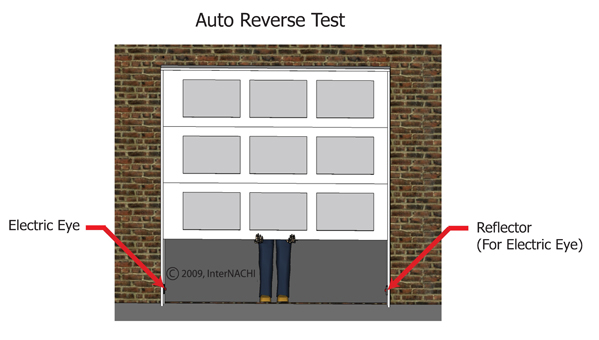 Auto Reverse Test
Electric Eye
Reflector
(For Electric Eye)
© 2009, InterNACHI